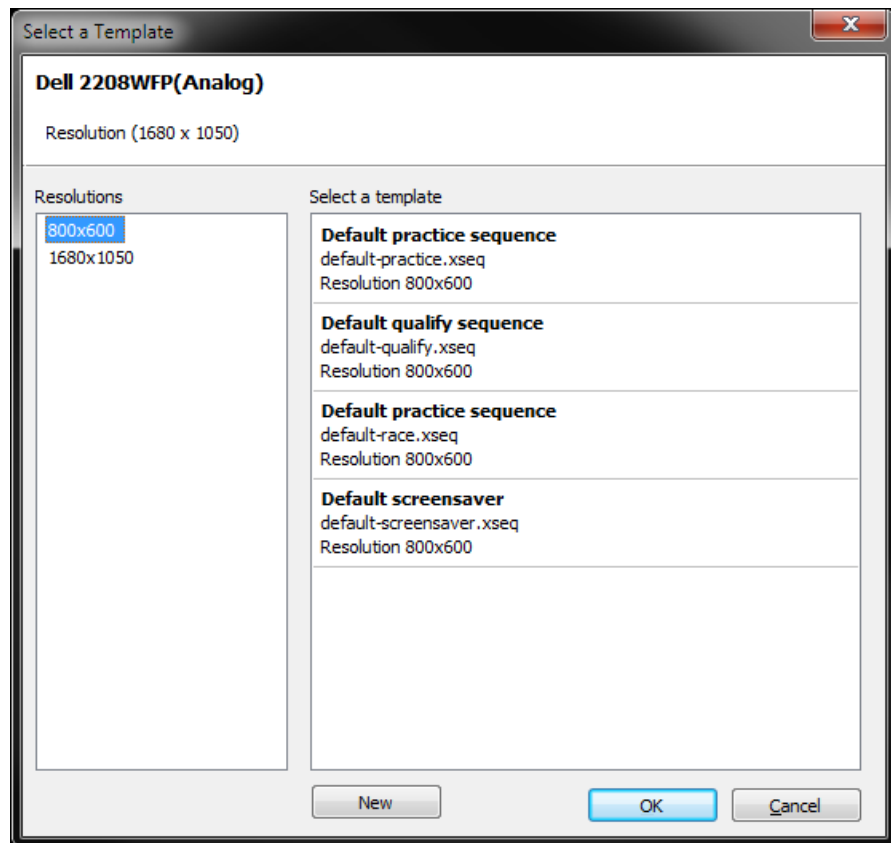 Select a Template
Dell 2208WFP(Analog)
Resolution (1680 x 1050)
Resolutions
800x600
1680x1050
Select a template
Default practice sequence
default-practice.xseq
Resolution 800x600
Default qualify sequence
default-qualify.xseq
Resolution 800x600
Default practice sequence
default-race.xseq
Resolution 800x600
Default screensaver
default-screensaver.xseq
Resolution 800x600
New
OK
Cancel